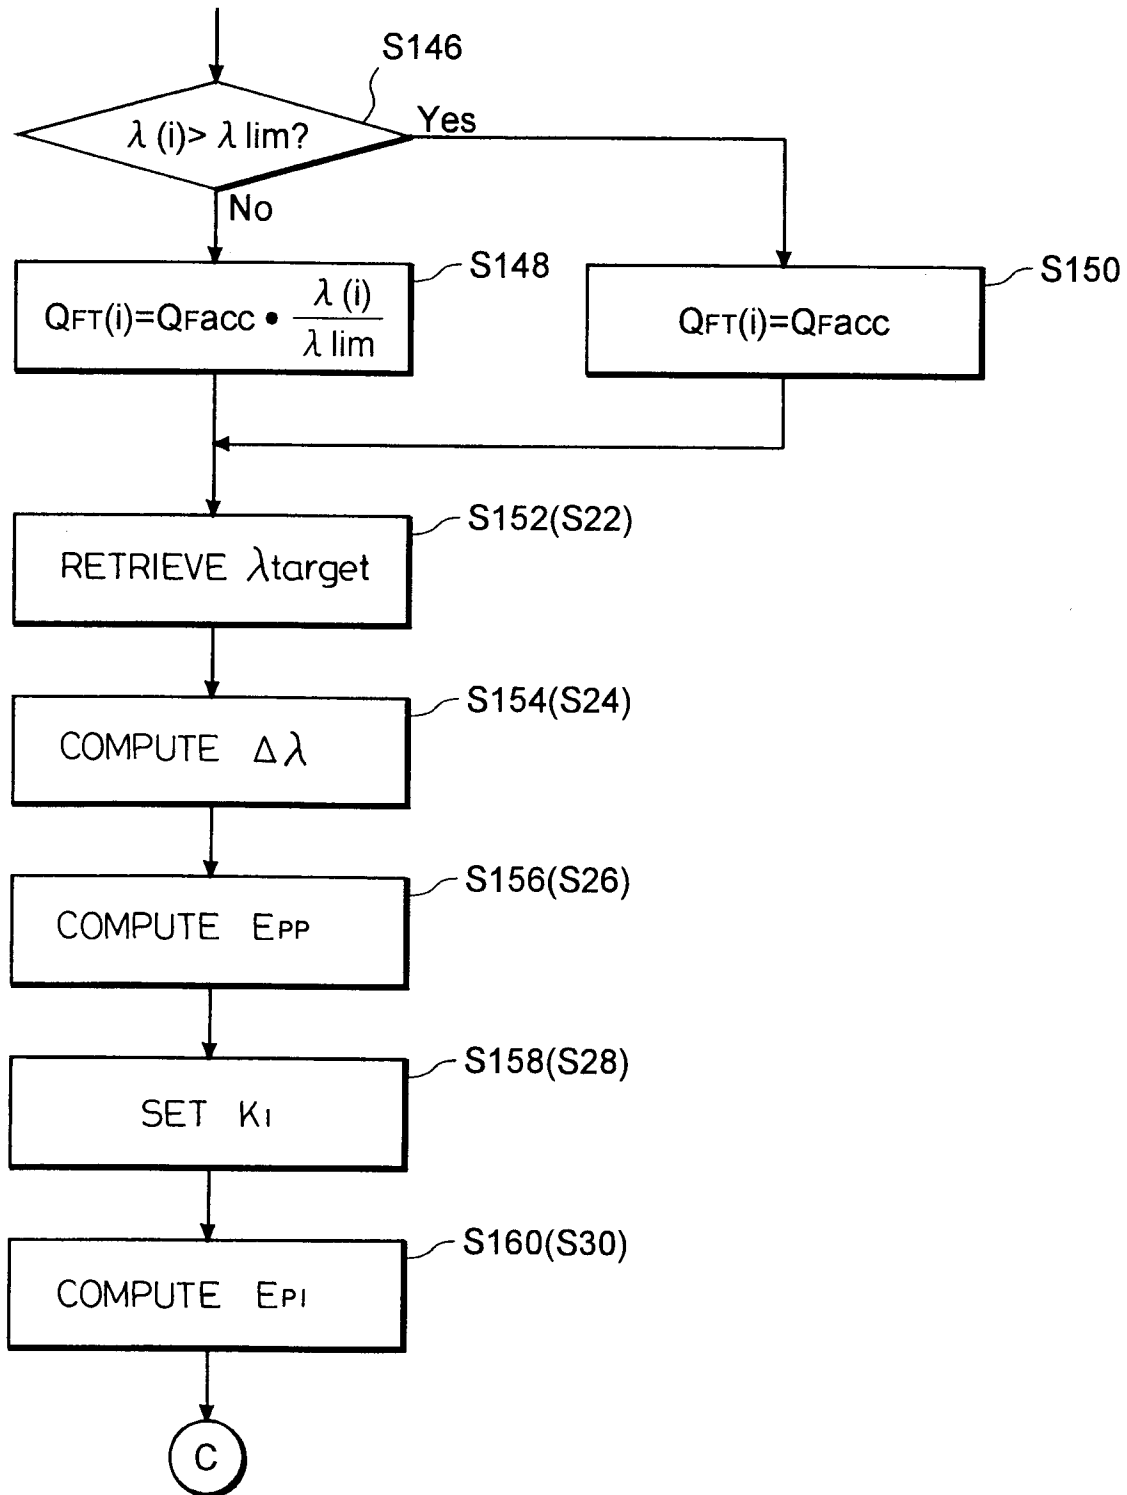 S146
λ (i)> λ lim?
Yes
No
S148
QFT(i)=QFacc • λ (i) / λ lim
S150
QFT(i)=QFacc
S152(S22)
RETRIEVE λtarget
S154(S24)
COMPUTE Δλ
S156(S26)
COMPUTE EPP
S158(S28)
SET KI
S160(S30)
COMPUTE EPI
C